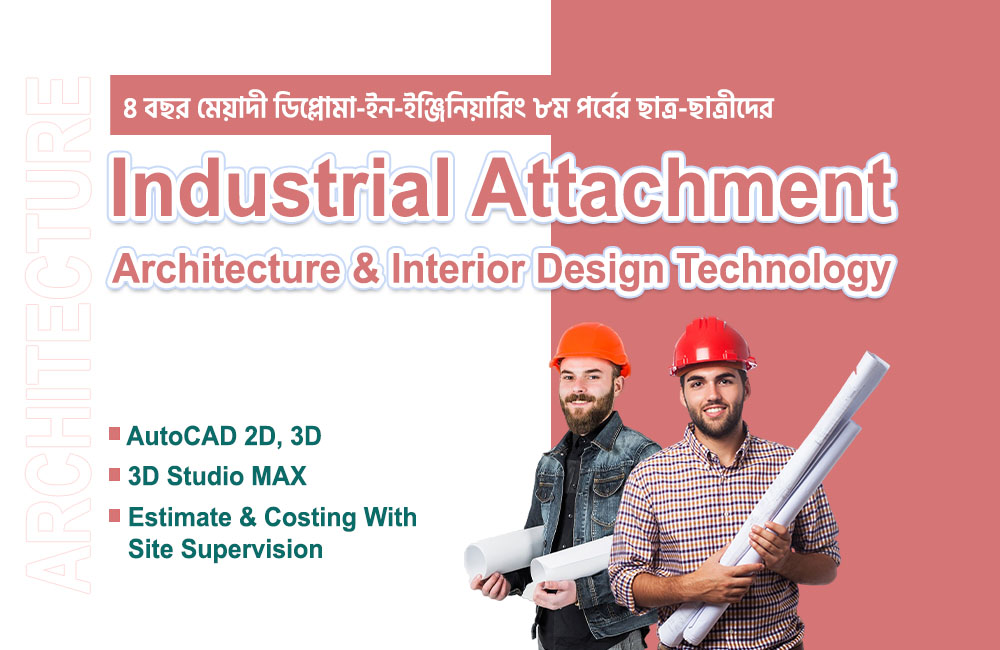 ৪ বছর মেয়াদী ডিপ্লোমা-ইন-ইঞ্জিনিয়ারিং ৮ম পর্বের ছাত্র-ছাত্রীদের
Industrial Attachment
Architecture & Interior Design Technology
ARCHITECTURE
AutoCAD 2D, 3D
3D Studio MAX
Estimate & Costing With
Site Supervision